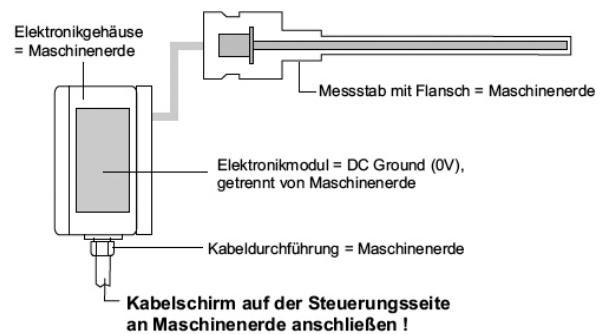 Elektronikgehäuse
= Maschinenerde
Messstab mit Flansch = Maschinenerde
Elektronikmodul = DC Ground (0V),
getrennt von Maschinenerde
Kabeldurchführung = Maschinenerde
Kabelschirm auf der Steuerungsseite
an Maschinenerde anschließen !